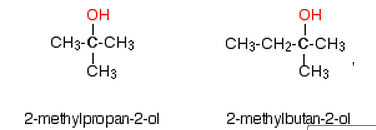 OH OH
CH₃-C-CH₃ CH₃-CH₂-C-CH₃
CH₃ CH₃
2-methylpropan-2-ol 2-methylbutan-2-ol